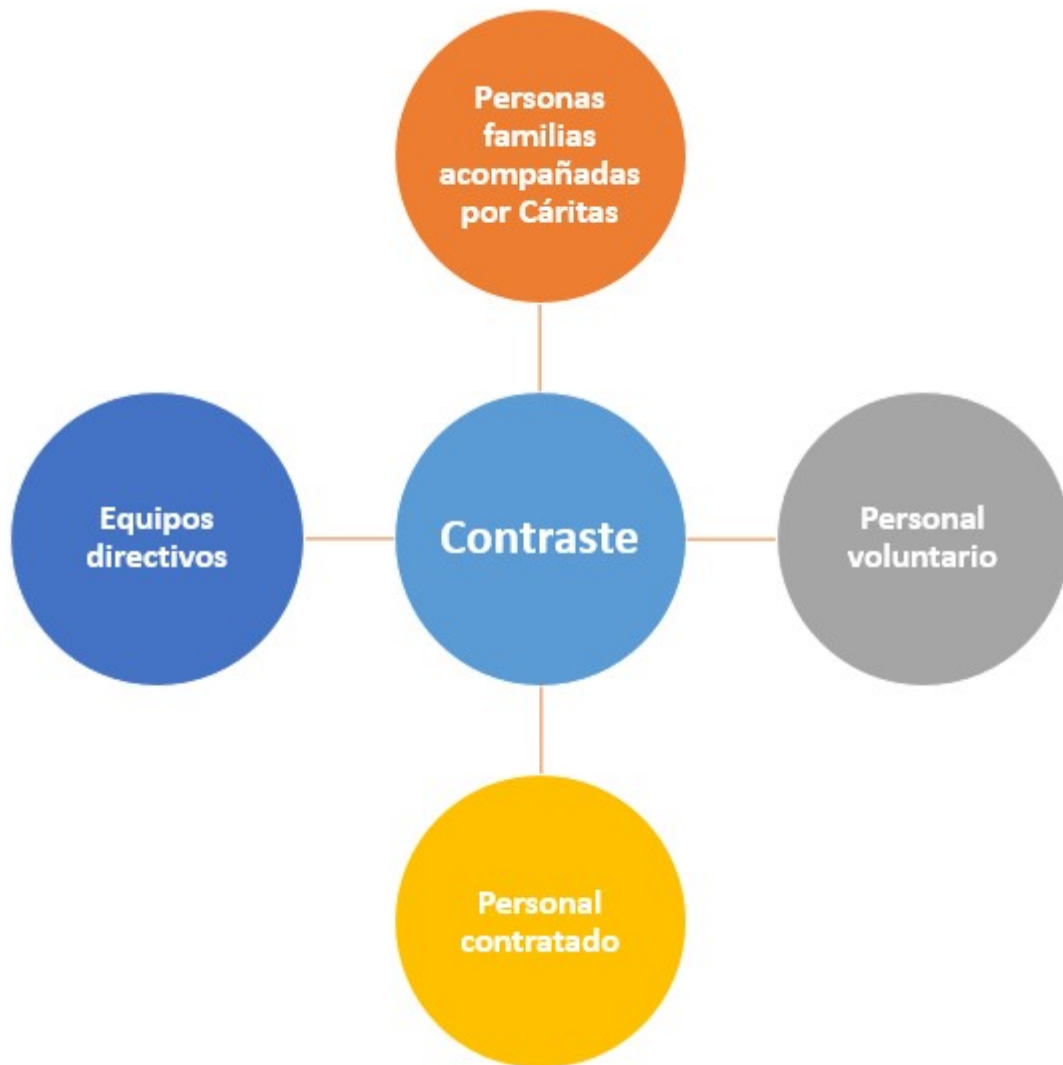 Personas
familias
acompañadas
por Cáritas
Equipos
directivos
Contraste
Personal
voluntario
Personal
contratado